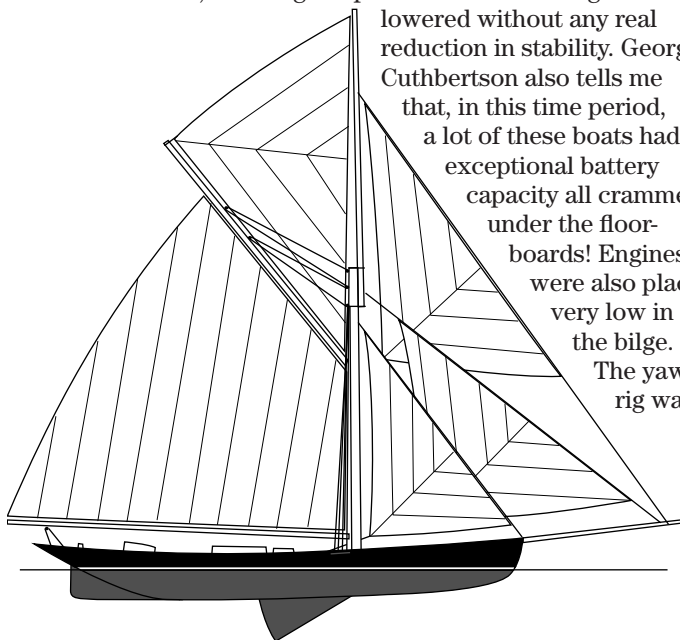 lowered without any real
reduction in stability.
Cuthbertson also tells me
that, in this time period,
a lot of these boats had
exceptional battery
capacity all
under the floor-
boards! Engines
were also
very low in
the bilge.
The
rig